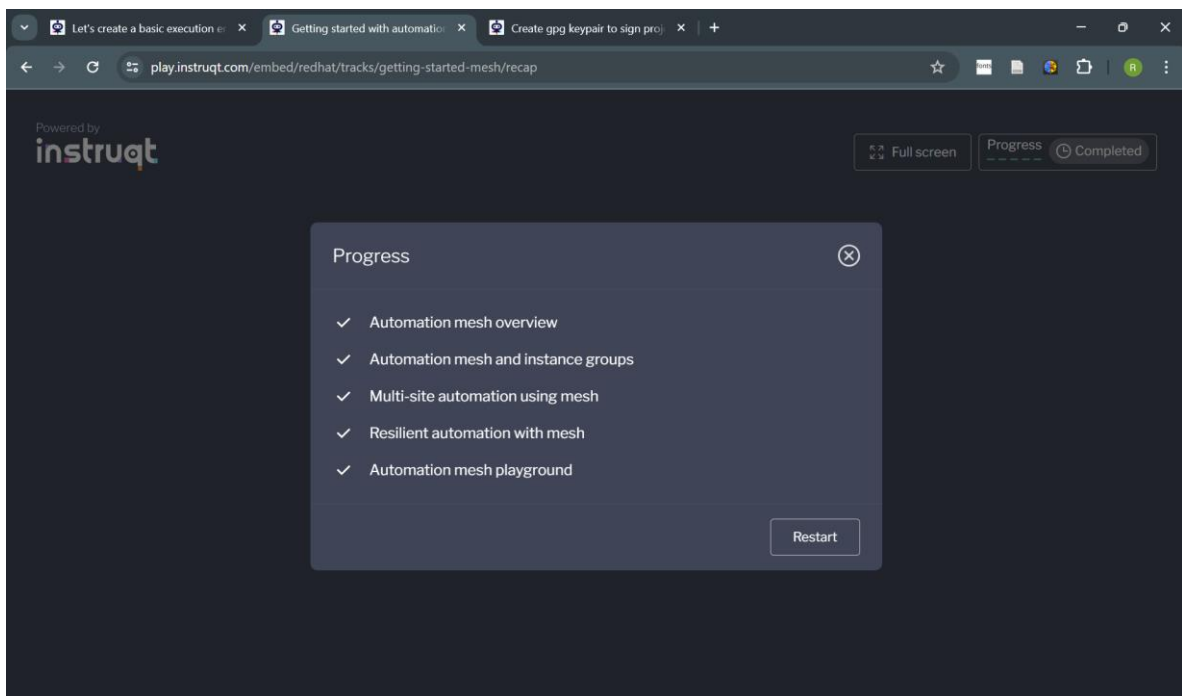 Let's create a basic execution e
Getting started with automatio
Create gpg keypair to sign proj
play.instruqt.com/embed/redhat/tracks/getting-started-mesh/recap
fonts
R
Powered by
instruqt
Full screen
Progress
Completed
Progress
Automation mesh overview
Automation mesh and instance groups
Multi-site automation using mesh
Resilient automation with mesh
Automation mesh playground
Restart